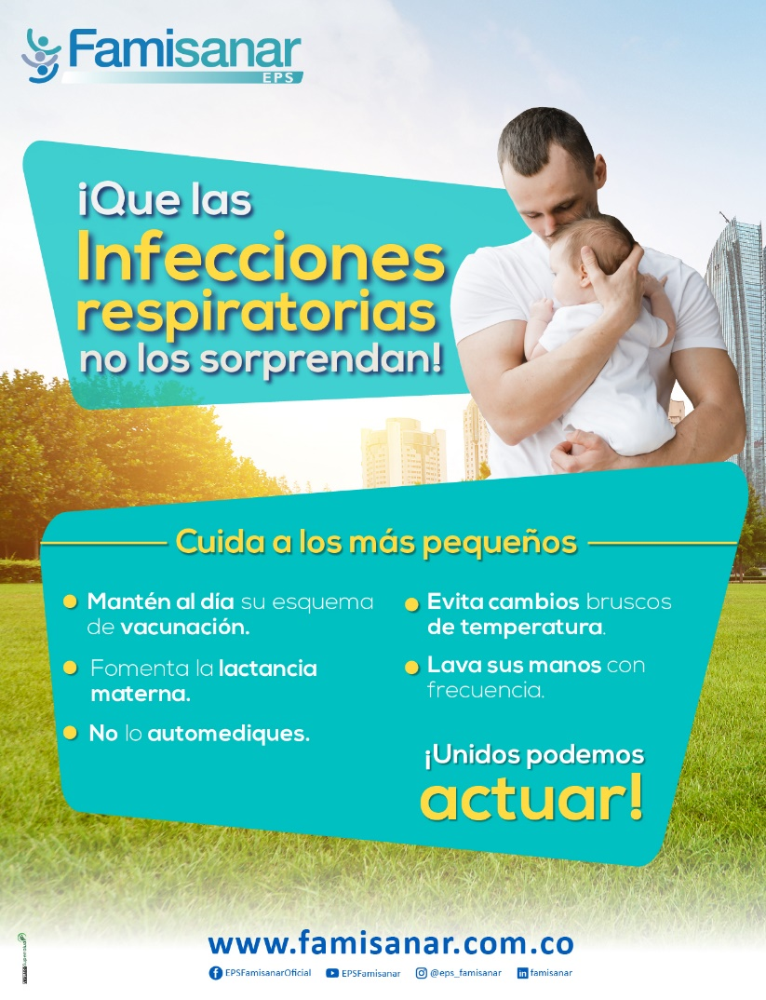 Famisanar
EPS
¡Que las
Infecciones
respiratorias
no los sorprendan!
Cuida a los más pequeños
Mantén al día su esquema
de vacunación.
Fomenta la lactancia
materna.
No lo automediques.
Evita cambios bruscos
de temperatura.
Lava sus manos con
frecuencia.
¡Unidos podemos
actuar!
www.famisanar.com.co
EPSFamisanarOficial
EPSFamisanar
@eps_famisanar
famisanar